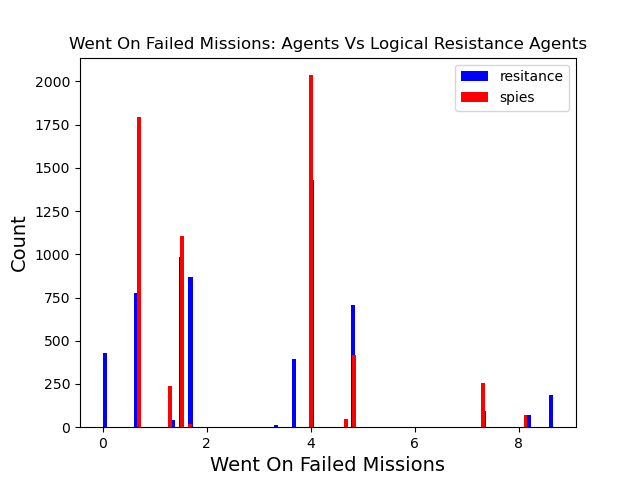 Went On Failed Missions: Agents Vs Logical Resistance Agents
resitance
spies
2000
1750
1500
1250
1000
750
500
250
0
Count
0 2 4 6 8
Went On Failed Missions